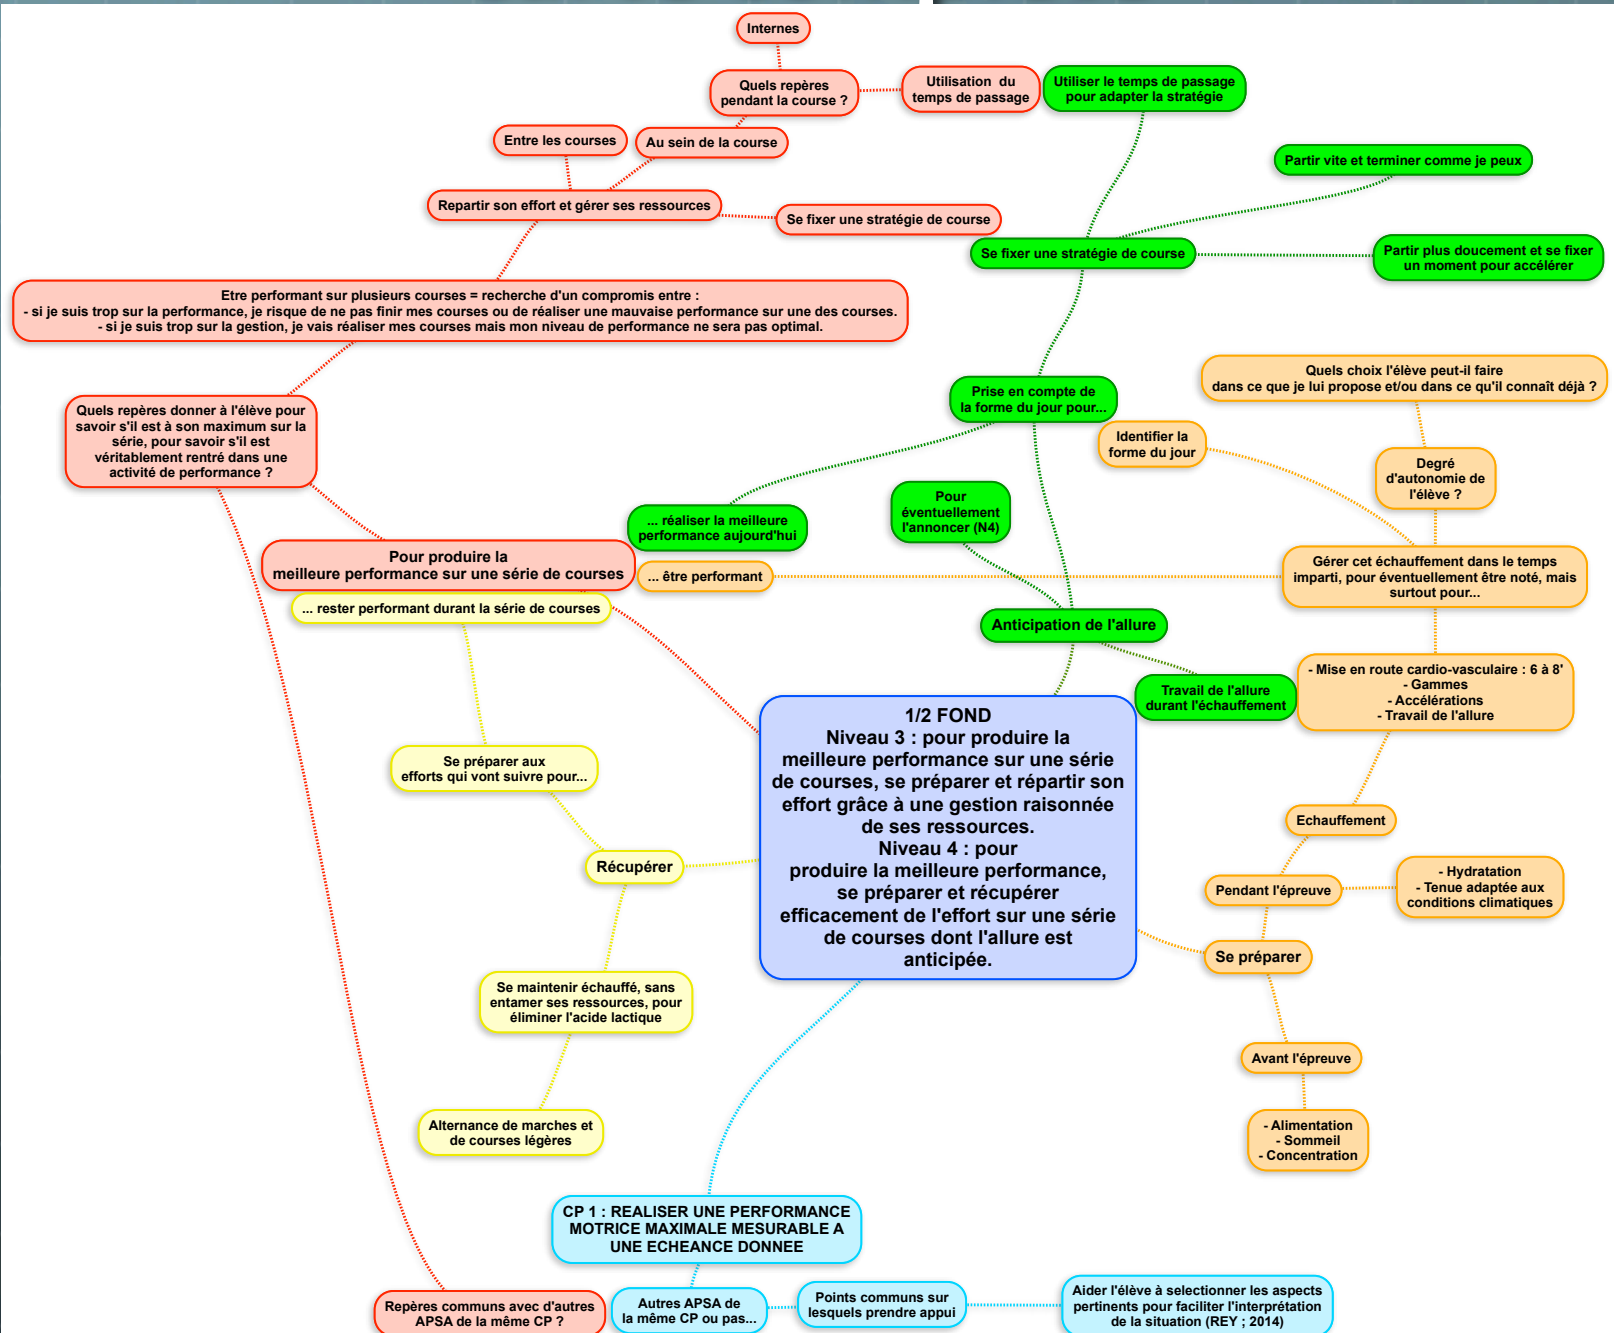 Internes
Quels repères
pendant la course ?
Utilisation  du
temps de passage
Utiliser le temps de passage
pour adapter la stratégie
Entre les courses
Au sein de la course
Partir vite et terminer comme je peux
Repartir son effort et gérer ses ressources
Se fixer une stratégie de course
Se fixer une stratégie de course
Partir plus doucement et se fixer
un moment pour accélérer
Etre performant sur plusieurs courses = recherche d'un compromis entre :
- si je suis trop sur la performance, je risque de ne pas finir mes courses ou de réaliser une mauvaise performance sur une des courses.
- si je suis trop sur la gestion, je vais réaliser mes courses mais mon niveau de performance ne sera pas optimal.
Quels choix l'élève peut-il faire
dans ce que je lui propose et/ou dans ce qu'il connaît déjà ?
Prise en compte de
la forme du jour pour...
Quels repères donner à l'élève pour
savoir s'il est à son maximum sur la
série, pour savoir s'il est
véritablement rentré dans une
activité de performance ?
Identifier la
forme du jour
Degré
d'autonomie de
l'élève ?
Pour
éventuellement
l'annoncer (N4)
... réaliser la meilleure
performance aujourd'hui
Pour produire la
meilleure performance sur une série de courses
... être performant
Gérer cet échauffement dans le temps
imparti, pour éventuellement être noté, mais
surtout pour...
... rester performant durant la série de courses
Anticipation de l'allure
Travail de l'allure
durant l'échauffement
- Mise en route cardio-vasculaire : 6 à 8'
- Gammes
- Accélérations
- Travail de l'allure
1/2 FOND
Niveau 3 : pour produire la
meilleure performance sur une série
de courses, se préparer et répartir son
effort grâce à une gestion raisonnée
de ses ressources.
Niveau 4 : pour
produire la meilleure performance,
se préparer et récupérer
efficacement de l'effort sur une série
de courses dont l'allure est
anticipée.
Se préparer aux
efforts qui vont suivre pour...
Echauffement
Récupérer
Pendant l'épreuve
- Hydratation
- Tenue adaptée aux
conditions climatiques
Se préparer
Se maintenir échauffé, sans
entamer ses ressources, pour
éliminer l'acide lactique
Avant l'épreuve
Alternance de marches et
de courses légères
- Alimentation
- Sommeil
- Concentration
CP 1 : REALISER UNE PERFORMANCE
MOTRICE MAXIMALE MESURABLE A
UNE ECHEANCE DONNEE
Repères communs avec d'autres
APSA de la même CP ?
Autres APSA de
la même CP ou pas...
Points communs sur
lesquels prendre appui
Aider l'élève à selectionner les aspects
pertinents pour faciliter l'interprétation
de la situation (REY ; 2014)